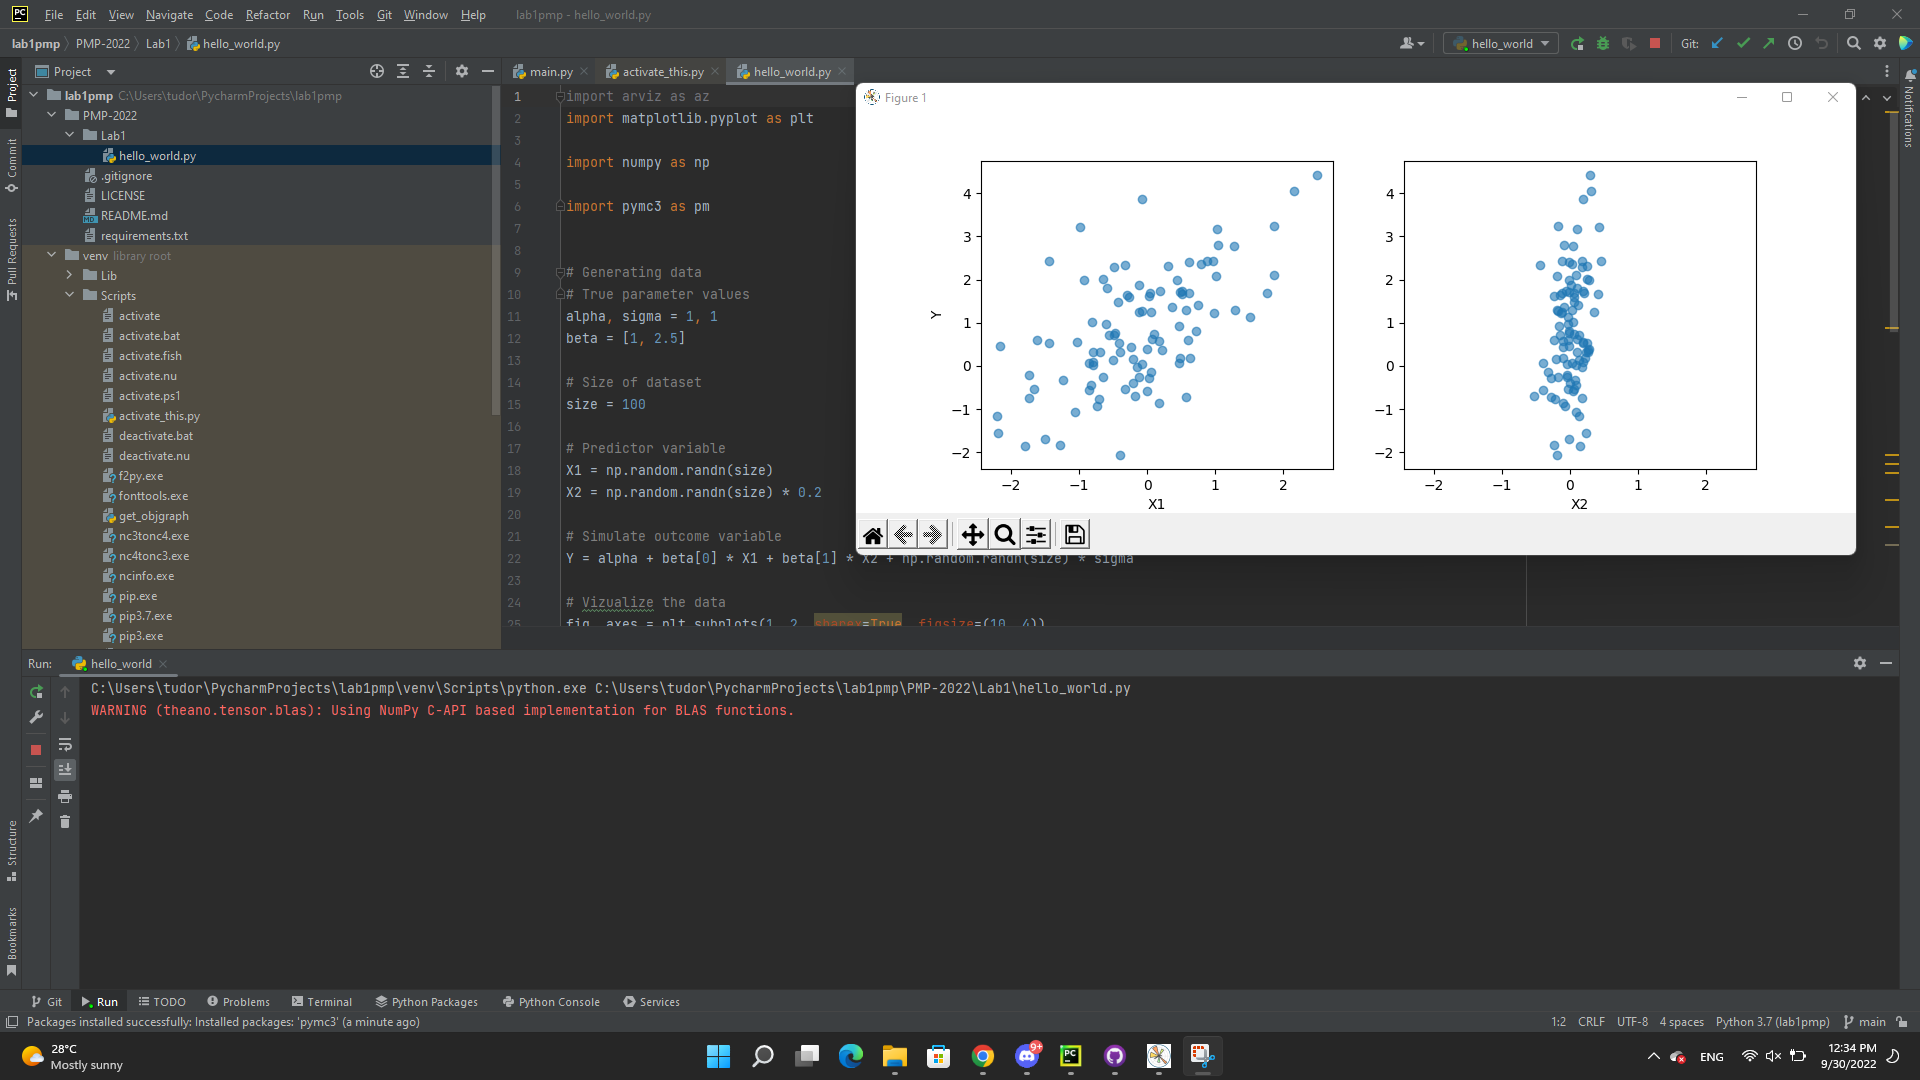 PC File Edit View Navigate Code Refactor Run Tools Git Window Help lab1pmp - hello_world.py
lab1pmp PMP-2022 Lab1 hello_world.py
hello_world
Git:
Project
main.py
activate_this.py
hello_world.py
Project
Commit
Pull Requests
Structure
Bookmarks
Notifications
lab1pmp C:\Users\tudor\PycharmProjects\lab1pmp
PMP-2022
Lab1
hello_world.py
.gitignore
LICENSE
README.md
requirements.txt
venv library root
Lib
Scripts
activate
activate.bat
activate.fish
activate.nu
activate.ps1
activate_this.py
deactivate.bat
deactivate.nu
f2py.exe
fonttools.exe
get_objgraph
nc3tonc4.exe
nc4tonc3.exe
ncinfo.exe
pip.exe
pip3.7.exe
pip3.exe
1 import arviz as az
2 import matplotlib.pyplot as plt
3
4 import numpy as np
5
6 import pymc3 as pm
7
8
9 # Generating data
10 # True parameter values
11 alpha, sigma = 1, 1
12 beta = [1, 2.5]
13
14 # Size of dataset
15 size = 100
16
17 # Predictor variable
18 X1 = np.random.randn(size)
19 X2 = np.random.randn(size) * 0.2
20
21 # Simulate outcome variable
22 Y = alpha + beta[0] * X1 + beta[1] * X2 + np.random.randn(size) * sigma
23
24 # Vizualize the data
25 fig, axes = plt.subplots(1, 2, sharex=True, figsize=(10, 4))
Figure 1
4
3
2
1
0
−1
−2
Y
−2 −1 0 1 2
X1
4
3
2
1
0
−1
−2
−2 −1 0 1 2
X2
Run: hello_world
C:\Users\tudor\PycharmProjects\lab1pmp\venv\Scripts\python.exe C:\Users\tudor\PycharmProjects\lab1pmp\PMP-2022\Lab1\hello_world.py
WARNING (theano.tensor.blas): Using NumPy C-API based implementation for BLAS functions.
Git Run TODO Problems Terminal Python Packages Python Console Services
Packages installed successfully: Installed packages: 'pymc3' (a minute ago)
1:2 CRLF UTF-8 4 spaces Python 3.7 (lab1pmp) main
28°C
Mostly sunny
9+
PC
ENG
12:34 PM
9/30/2022